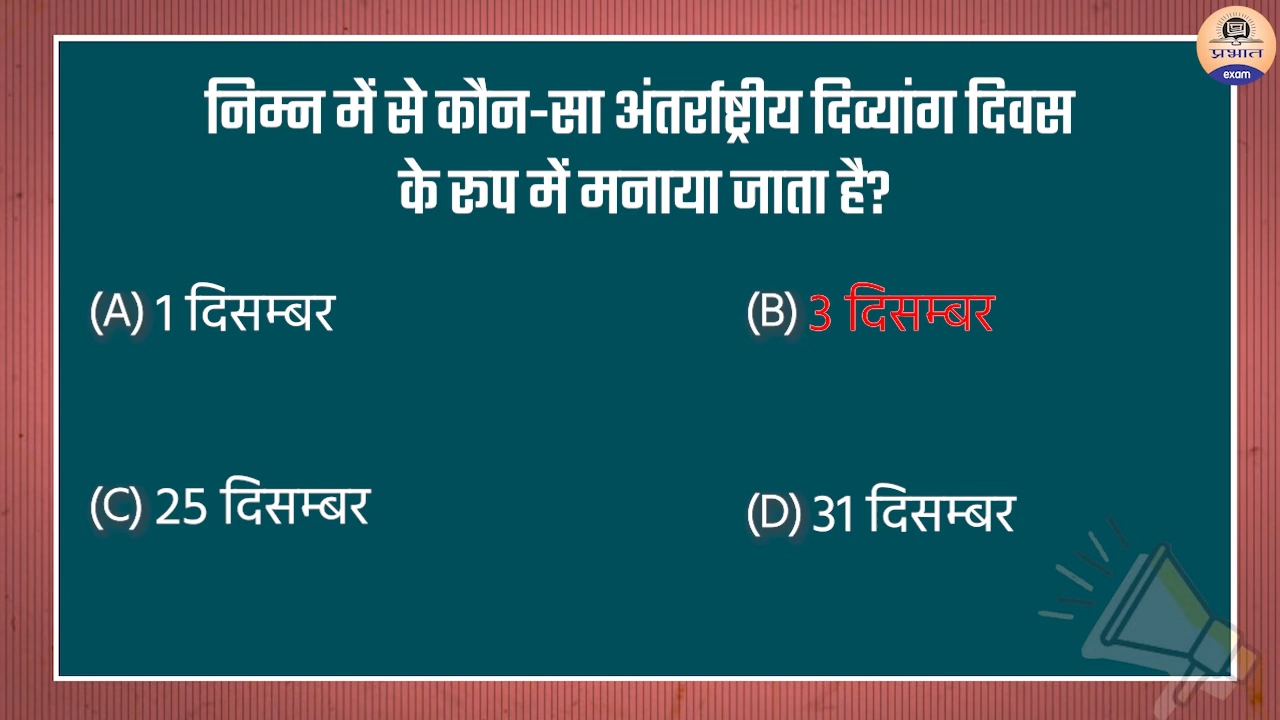 प्रभात
exam
निम्न में से कौन-सा अंतर्राष्ट्रीय दिव्यांग दिवस
के रूप में मनाया जाता है?
(A) 1 दिसम्बर
(B) 3 दिसम्बर
(C) 25 दिसम्बर
(D) 31 दिसम्बर